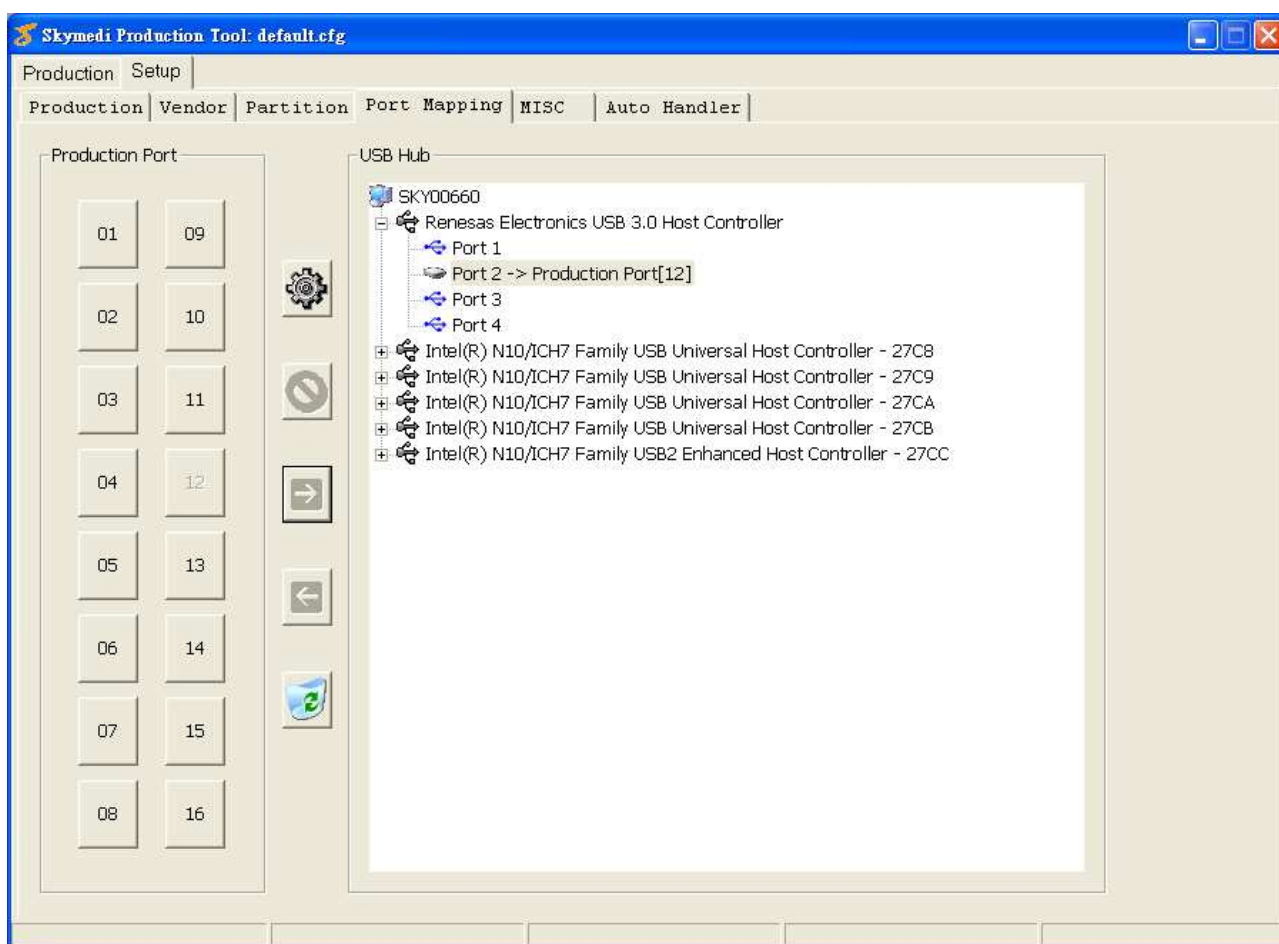 Skymedi Production Tool: default.cfg
Production Setup
Production Vendor Partition Port Mapping MISC Auto Handler
Production Port
01 09
02 10
03 11
04 12
05 13
06 14
07 15
08 16
USB Hub
SKY00660
Renesas Electronics USB 3.0 Host Controller
Port 1
Port 2 -> Production Port[12]
Port 3
Port 4
Intel(R) N10/ICH7 Family USB Universal Host Controller - 27C8
Intel(R) N10/ICH7 Family USB Universal Host Controller - 27C9
Intel(R) N10/ICH7 Family USB Universal Host Controller - 27CA
Intel(R) N10/ICH7 Family USB Universal Host Controller - 27CB
Intel(R) N10/ICH7 Family USB2 Enhanced Host Controller - 27CC